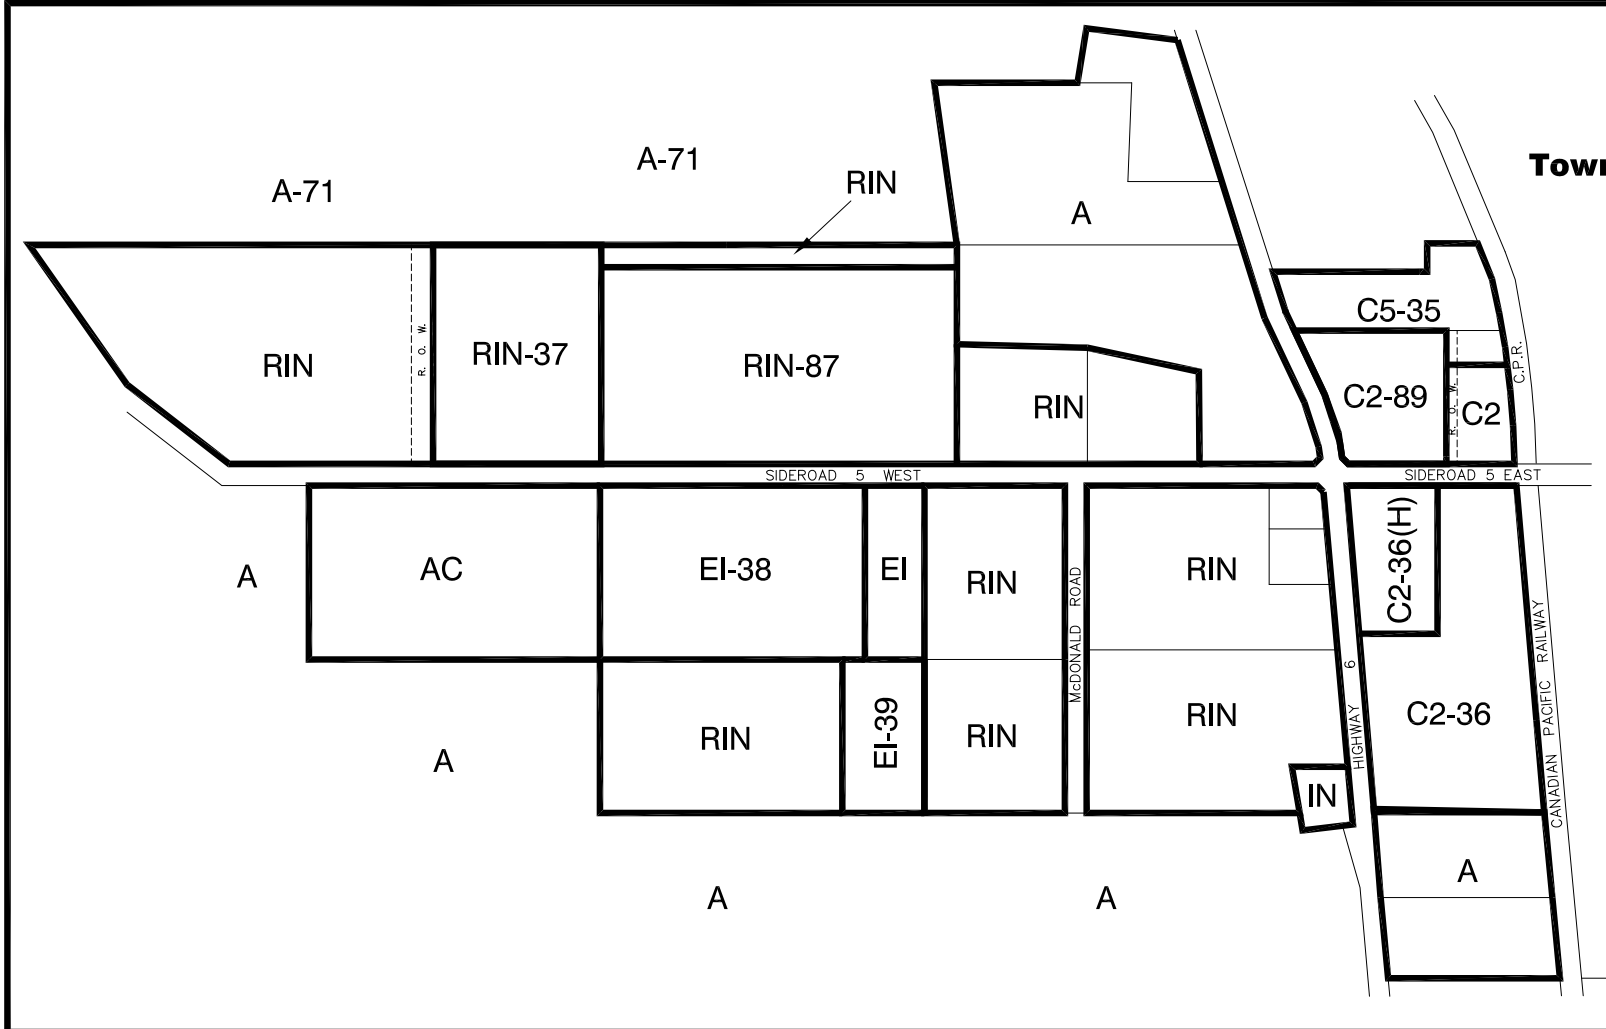 Town
A-71
A-71
RIN
A
C5-35
RIN
R. O. W.
RIN-37
RIN-87
RIN
C2-89
R. O. W.
C2
C.P.R.
SIDEROAD 5 WEST
SIDEROAD 5 EAST
A
AC
EI-38
EI
RIN
McDONALD ROAD
RIN
C2-36(H)
CANADIAN PACIFIC RAILWAY
HIGHWAY 6
A
RIN
EI-39
RIN
RIN
C2-36
IN
A
A
A